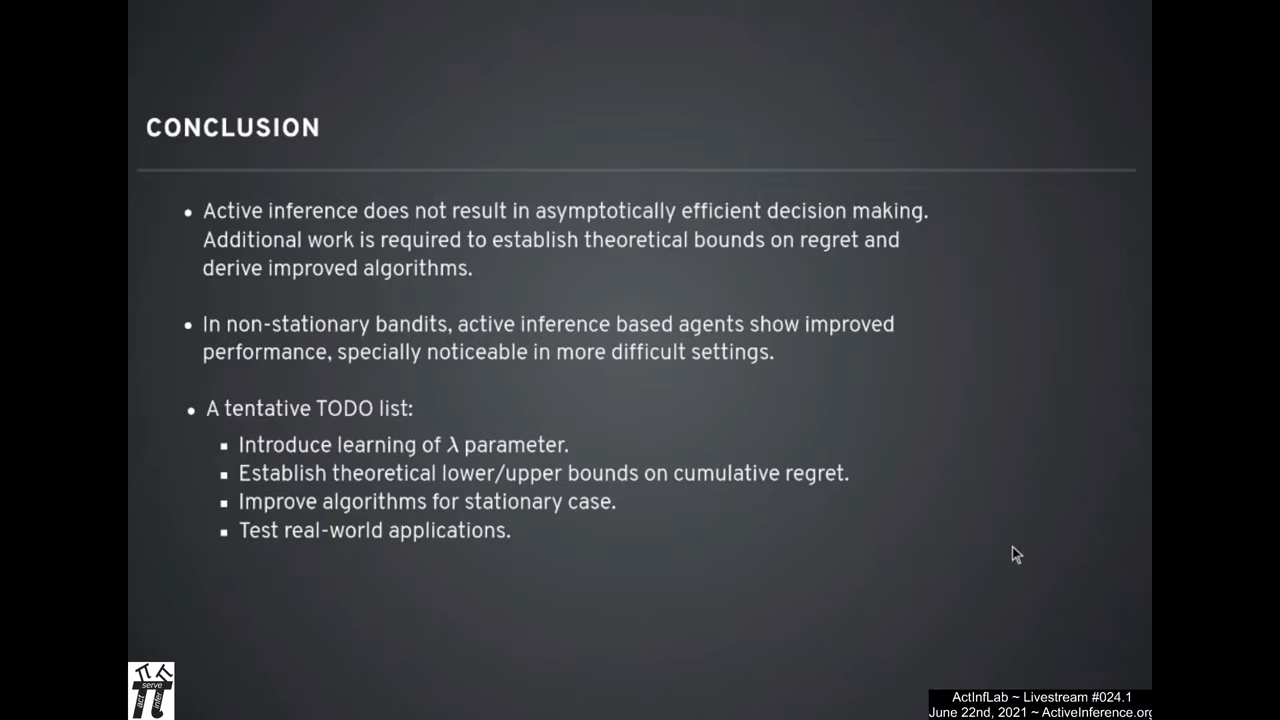 CONCLUSION
• Active inference does not result in asymptotically efficient decision making.
Additional work is required to establish theoretical bounds on regret and
derive improved algorithms.
• In non-stationary bandits, active inference based agents show improved
performance, specially noticeable in more difficult settings.
• A tentative TODO list:
▪ Introduce learning of λ parameter.
▪ Establish theoretical lower/upper bounds on cumulative regret.
▪ Improve algorithms for stationary case.
▪ Test real-world applications.
serve
act
infer
ActInfLab ~ Livestream #024.1
June 22nd, 2021 ~ ActiveInference.org